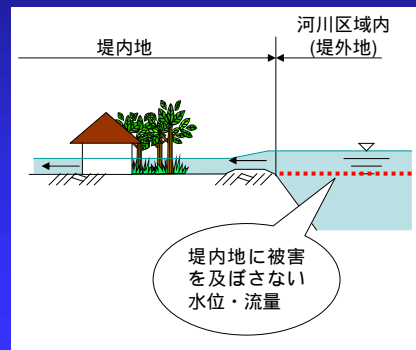 堤内地
河川区域内
(堤外地)
堤内地に被害
を及ぼさない
水位・流量